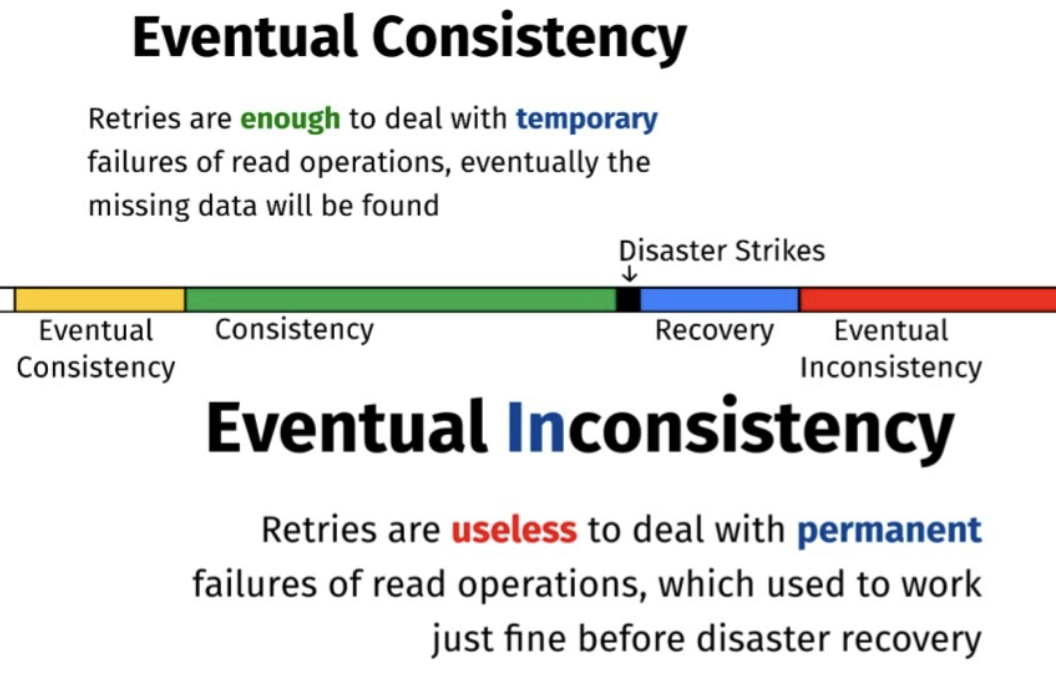 Eventual Consistency
Retries are enough to deal with temporary
failures of read operations, eventually the
missing data will be found
Disaster Strikes
↓
Eventual
Consistency
Consistency
Recovery
Eventual
Inconsistency
Eventual Inconsistency
Retries are useless to deal with permanent
failures of read operations, which used to work
just fine before disaster recovery